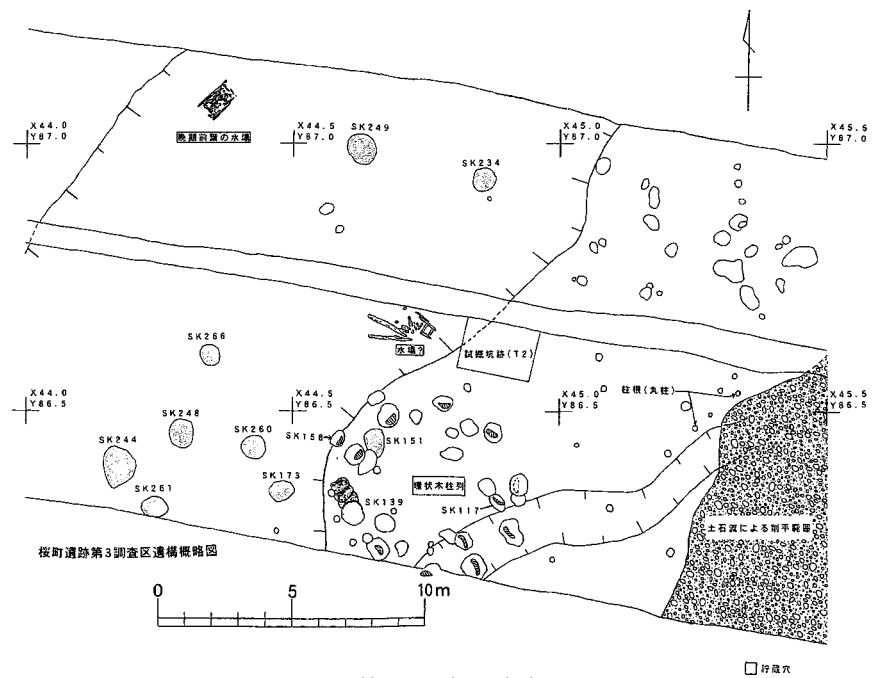 X44.0
Y87.0
晩期前葉の水場
X44.5
Y87.0
SK249
SK234
X45.0
Y87.0
X45.5
Y87.0
SK266
水場?
試掘坑跡(T2)
柱根(丸柱)
X44.0
Y86.5
X44.5
Y86.5
X45.0
Y86.5
X45.5
Y86.5
SK248
SK260
SK158
SK151
SK244
SK173
環状木柱列
SK261
SK139
SK117
土石流による削平範囲
桜町遺跡第3調査区遺構概略図
0 5 10m
貯蔵穴